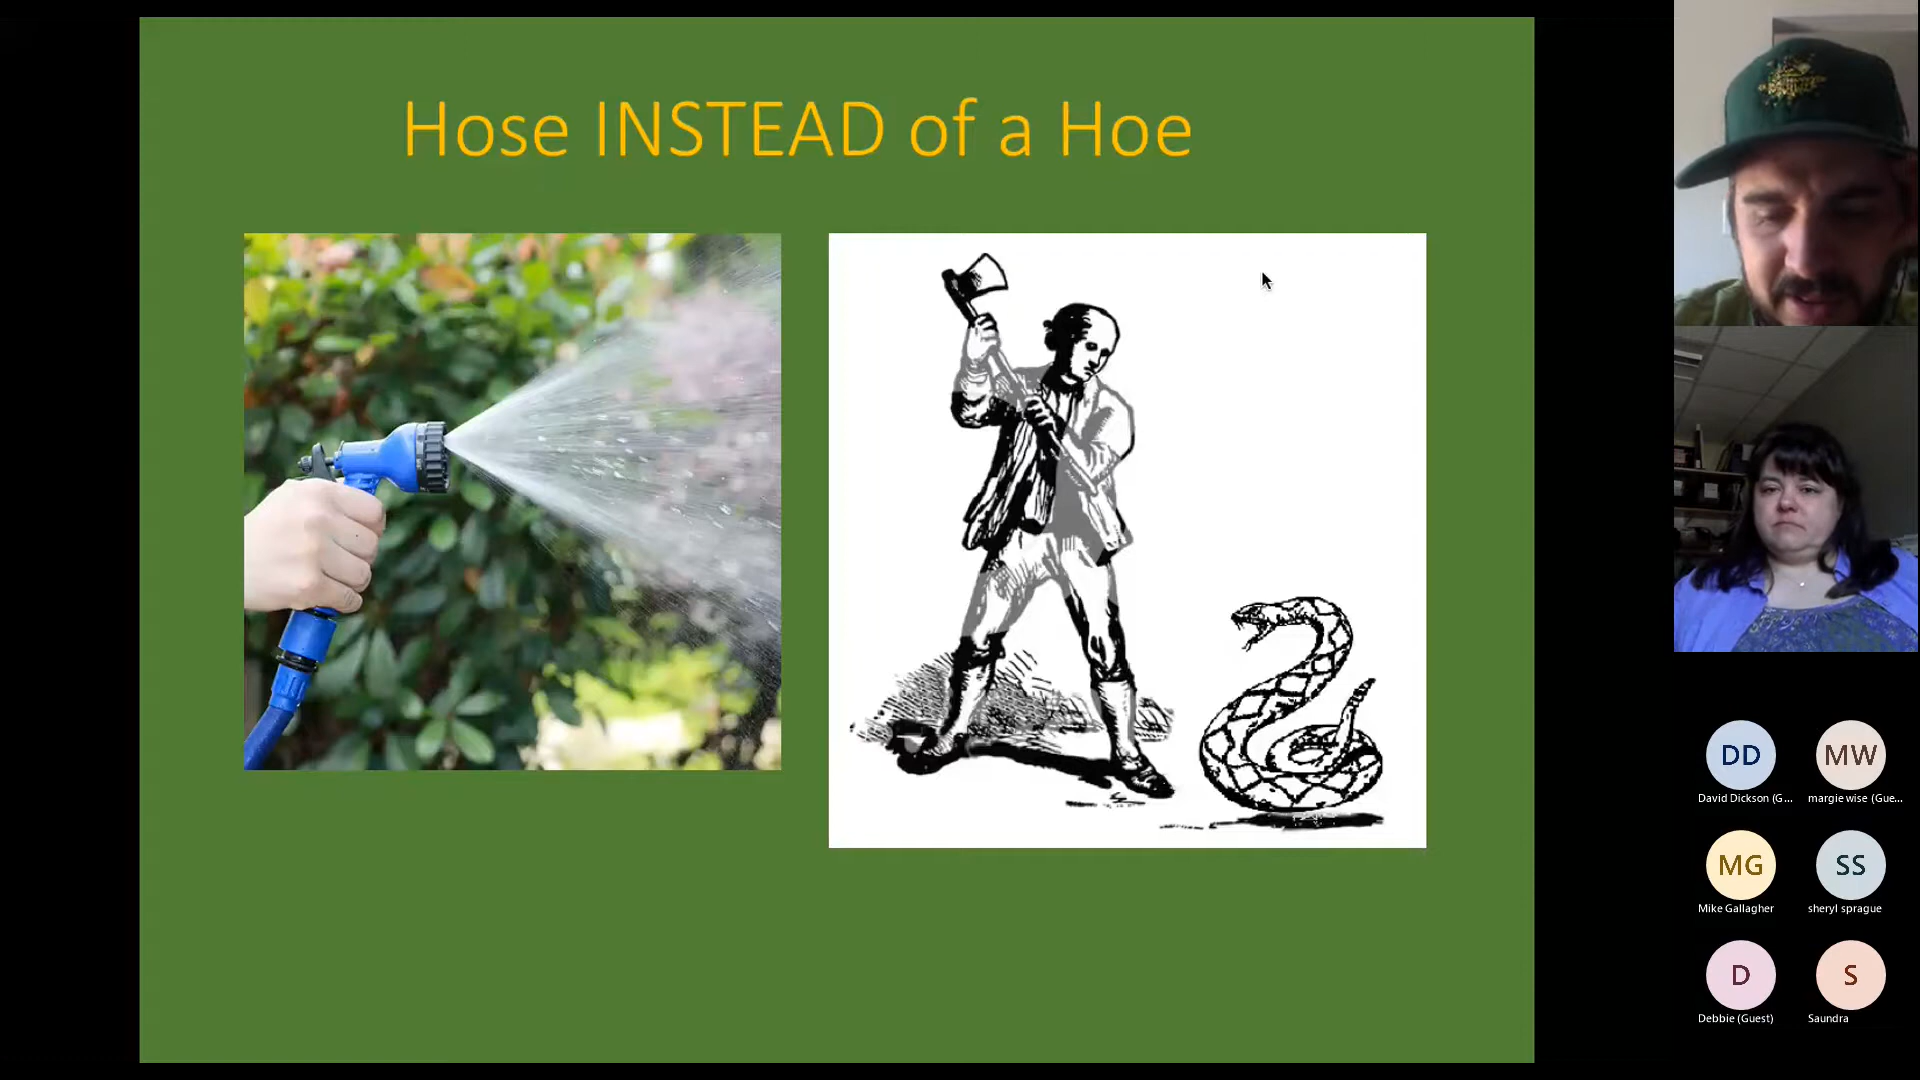 Hose INSTEAD of a Hoe
DD
MW
David Dickson (G...
margie wise (Gue...
MG
SS
Mike Gallagher
sheryl sprague
D
S
Debbie (Guest)
Saundra